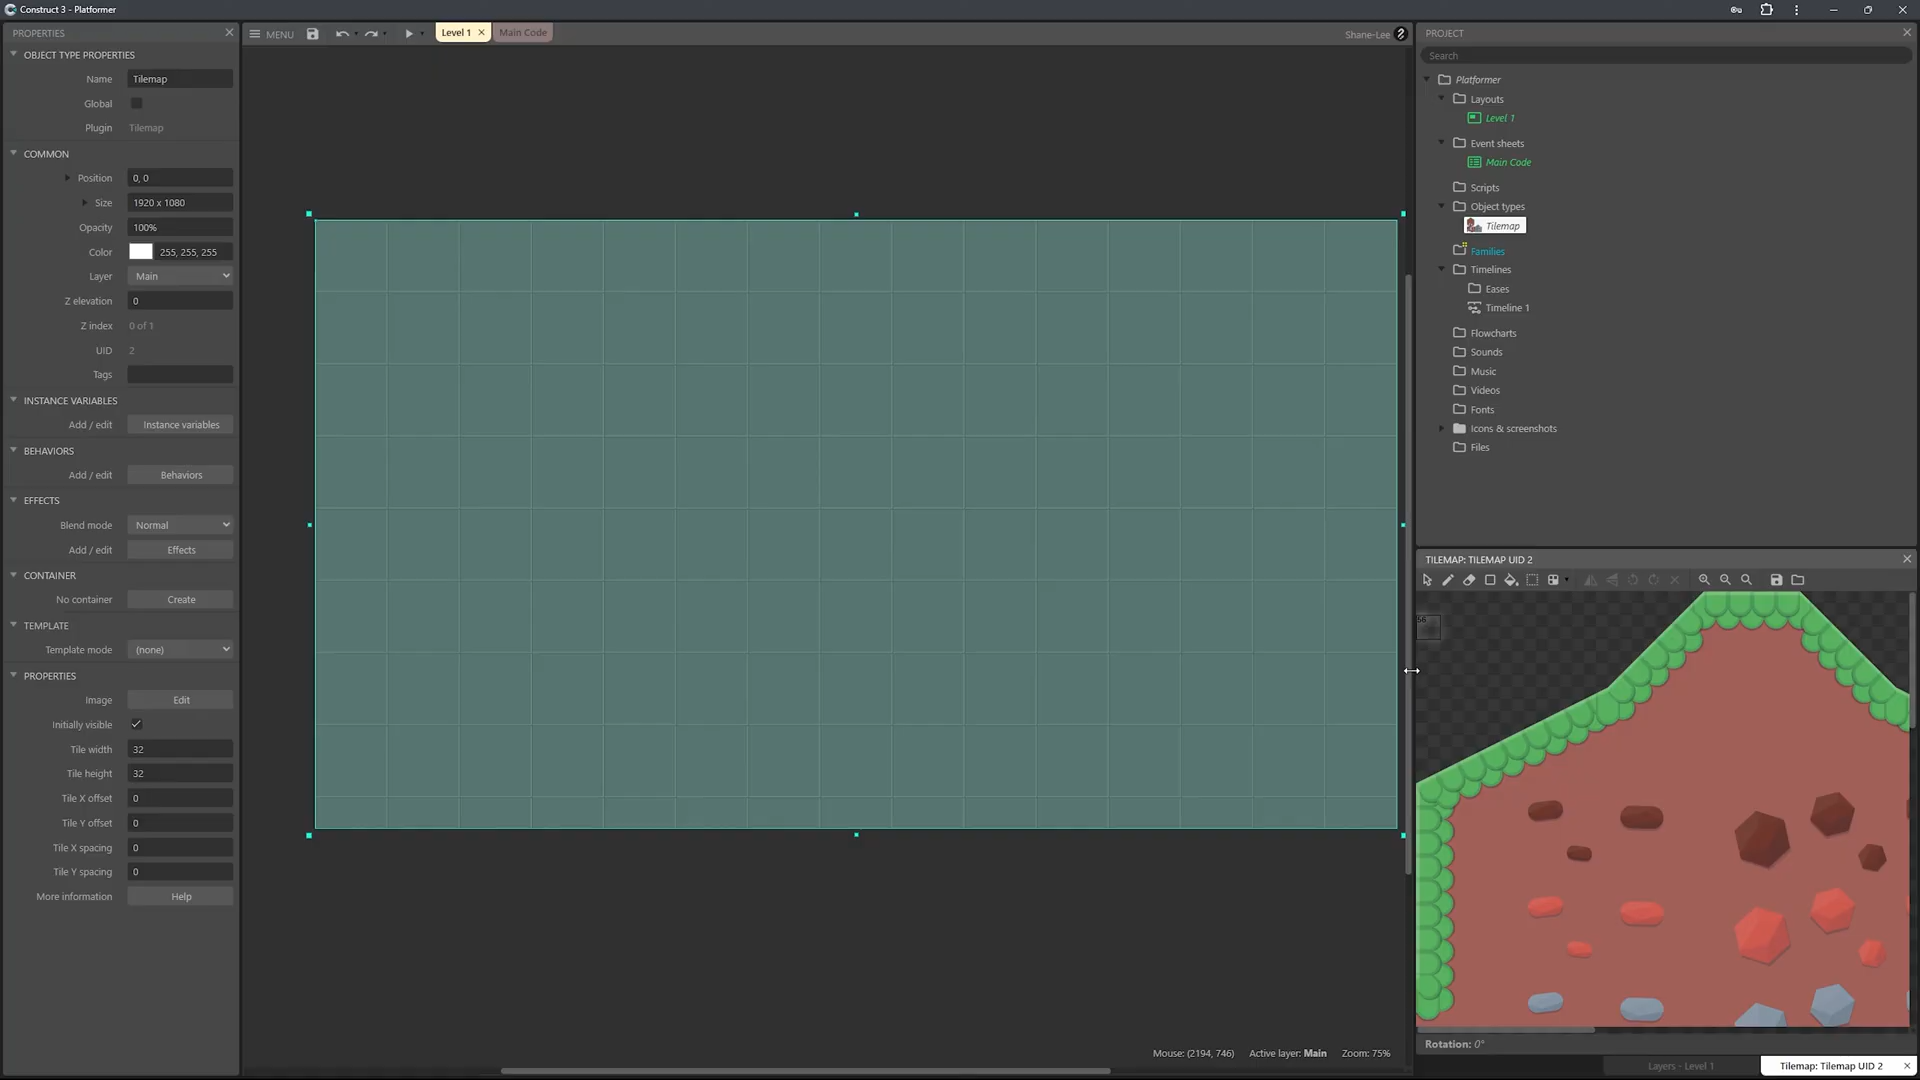 Construct 3 - Platformer
PROPERTIES
OBJECT TYPE PROPERTIES
Name Tilemap
Global
Plugin Tilemap
COMMON
Position 0, 0
Size 1920 x 1080
Opacity 100%
Color 255, 255, 255
Layer Main
Z elevation 0
Z index 0 of 1
UID 2
Tags
INSTANCE VARIABLES
Add / edit Instance variables
BEHAVIORS
Add / edit Behaviors
EFFECTS
Blend mode Normal
Add / edit Effects
CONTAINER
No container Create
TEMPLATE
Template mode (none)
PROPERTIES
Image Edit
Initially visible
Tile width 32
Tile height 32
Tile X offset 0
Tile Y offset 0
Tile X spacing 0
Tile Y spacing 0
More information Help
MENU
Level 1
Main Code
Shane-Lee
Mouse: (2194, 746) Active layer: Main Zoom: 75%
PROJECT
Search
Platformer
Layouts
Level 1
Event sheets
Main Code
Scripts
Object types
Tilemap
Families
Timelines
Eases
Timeline 1
Flowcharts
Sounds
Music
Videos
Fonts
Icons & screenshots
Files
TILEMAP: TILEMAP UID 2
Rotation: 0°
Layers - Level 1
Tilemap: Tilemap UID 2